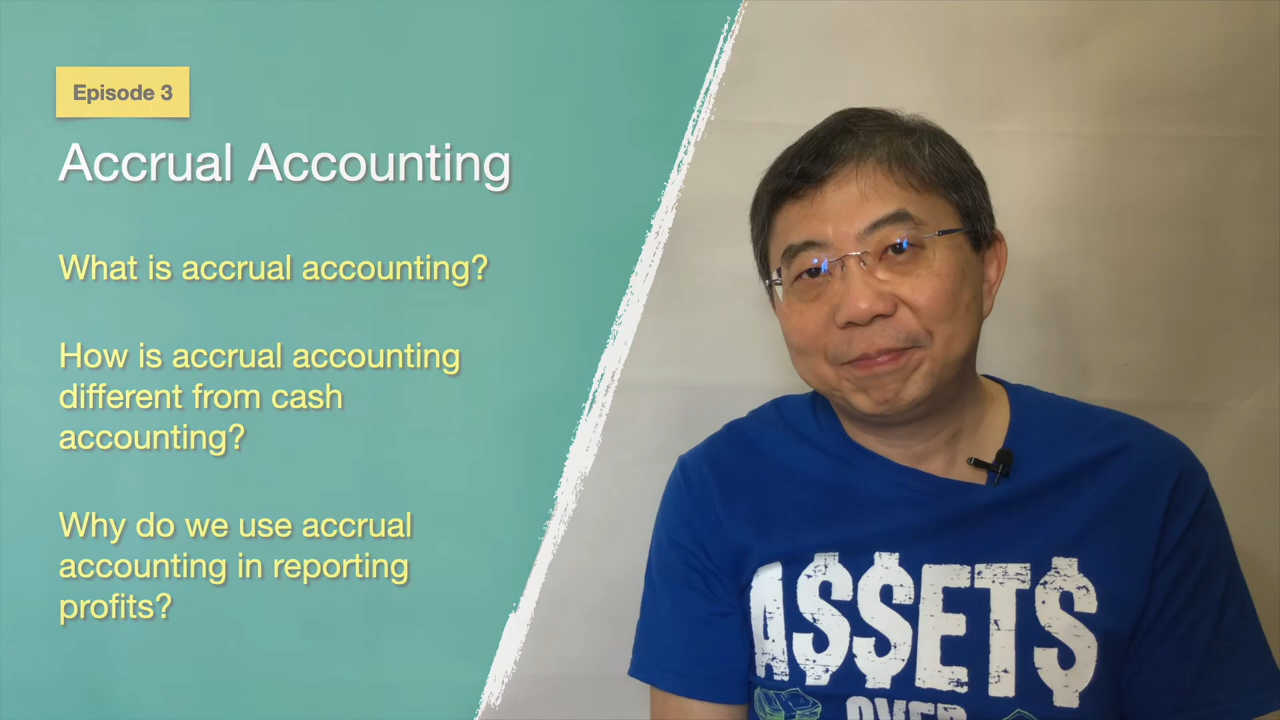 Episode 3
Accrual Accounting
What is accrual accounting?
How is accrual accounting
different from cash
accounting?
Why do we use accrual
accounting in reporting
profits?
A$$ET$
OVER